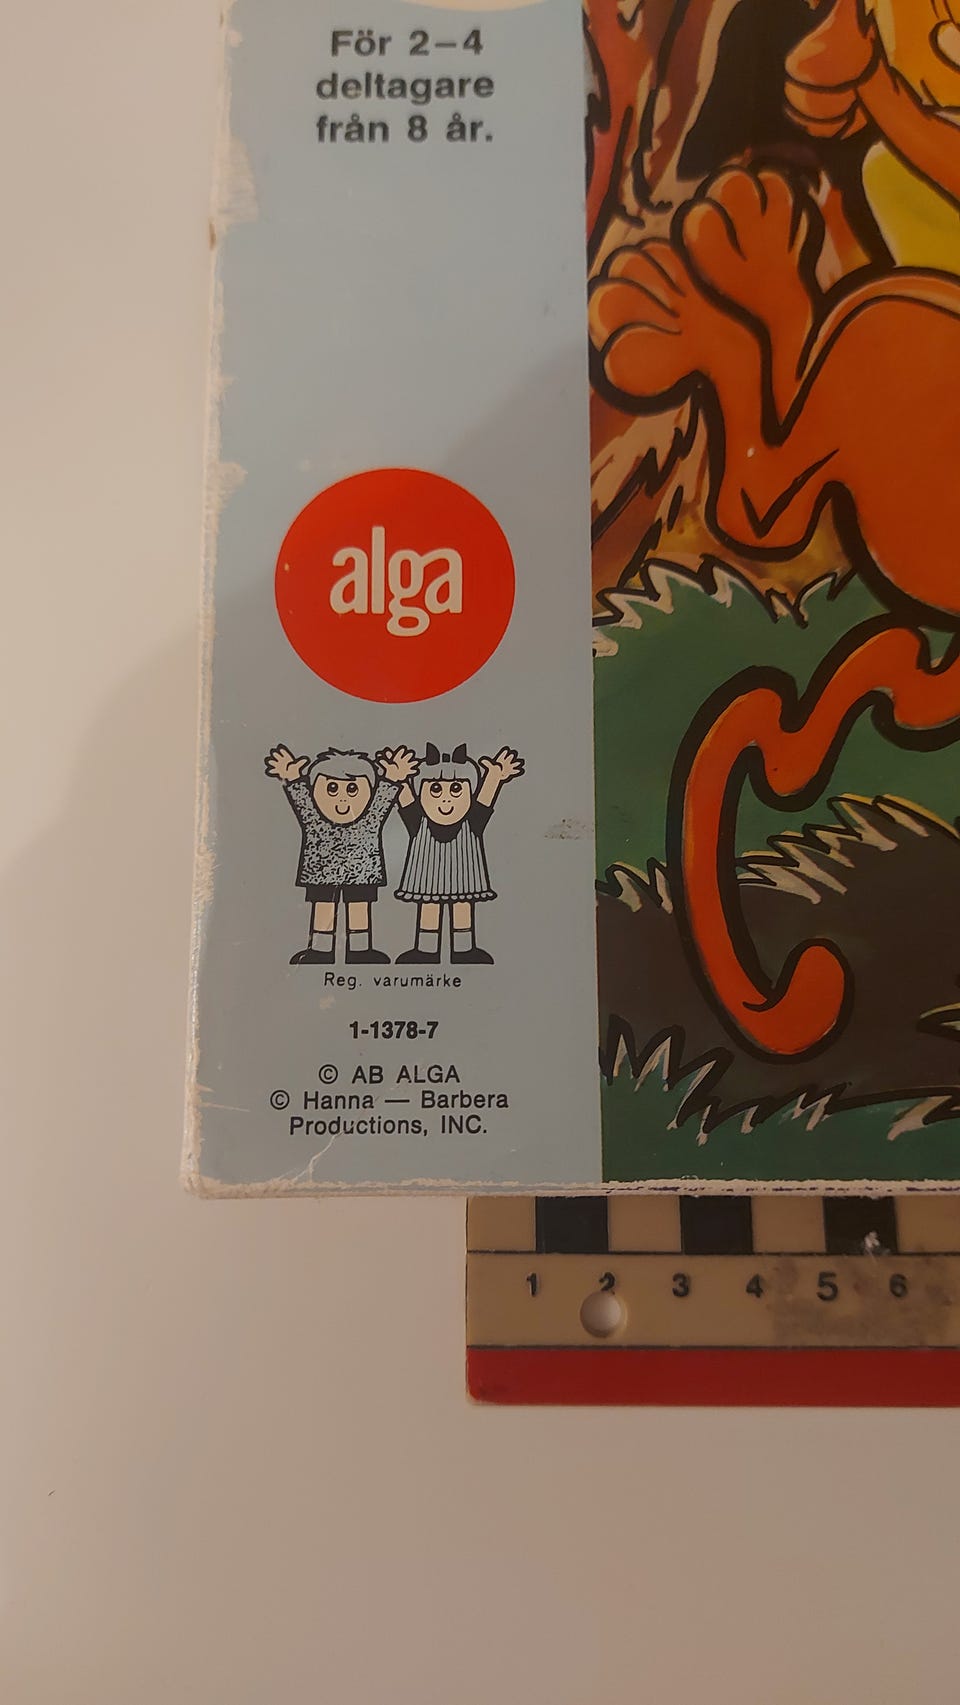 För 2–4
deltagare
från 8 år.
alga
Reg. varumärke
1-1378-7
© AB ALGA
© Hanna — Barbera
Productions, INC.
1 2 3 4 5 6